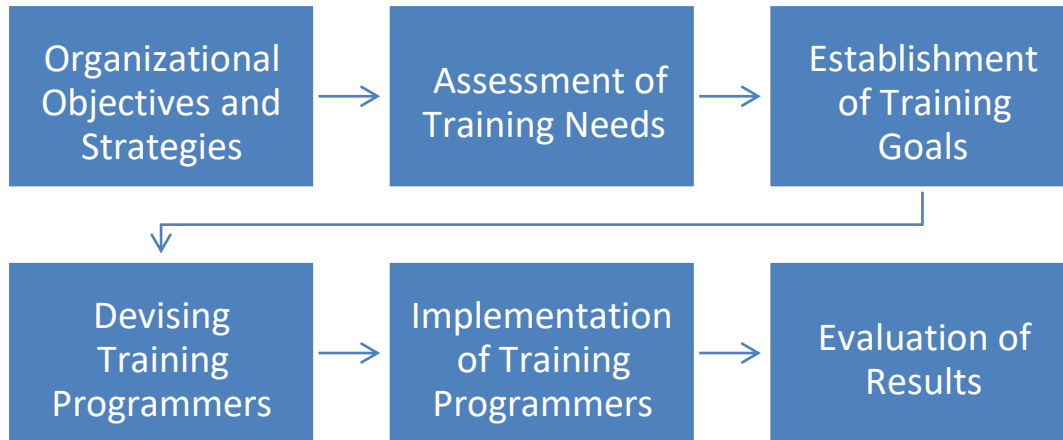 Organizational
Objectives and
Strategies
Assessment of
Training Needs
Establishment
of Training
Goals
Devising
Training
Programmers
Implementation
of Training
Programmers
Evaluation of
Results